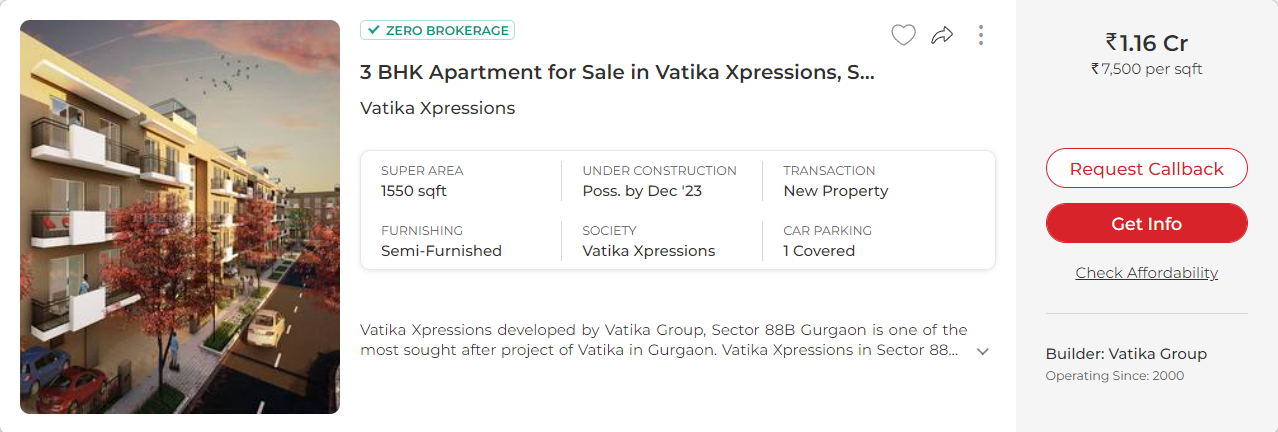 ZERO BROKERAGE
3 BHK Apartment for Sale in Vatika Xpressions, S...
Vatika Xpressions
SUPER AREA
1550 sqft
UNDER CONSTRUCTION
Poss. by Dec '23
TRANSACTION
New Property
FURNISHING
Semi-Furnished
SOCIETY
Vatika Xpressions
CAR PARKING
1 Covered
Vatika Xpressions developed by Vatika Group, Sector 88B Gurgaon is one of the
most sought after project of Vatika in Gurgaon. Vatika Xpressions in Sector 88...
₹1.16 Cr
₹7,500 per sqft
Request Callback
Get Info
Check Affordability
Builder: Vatika Group
Operating Since: 2000